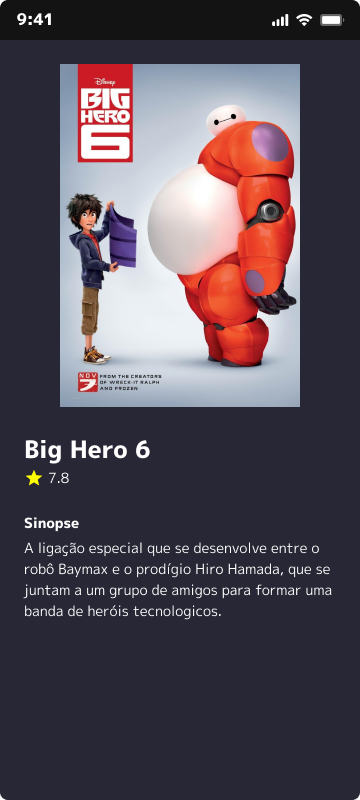 9:41
Disney
BIG
HERO
6
NOV
7
FROM THE CREATORS
OF WRECK-IT RALPH
AND FROZEN
Big Hero 6
7.8
Sinopse
A ligação especial que se desenvolve entre o
robô Baymax e o prodígio Hiro Hamada, que se
juntam a um grupo de amigos para formar uma
banda de heróis tecnologicos.